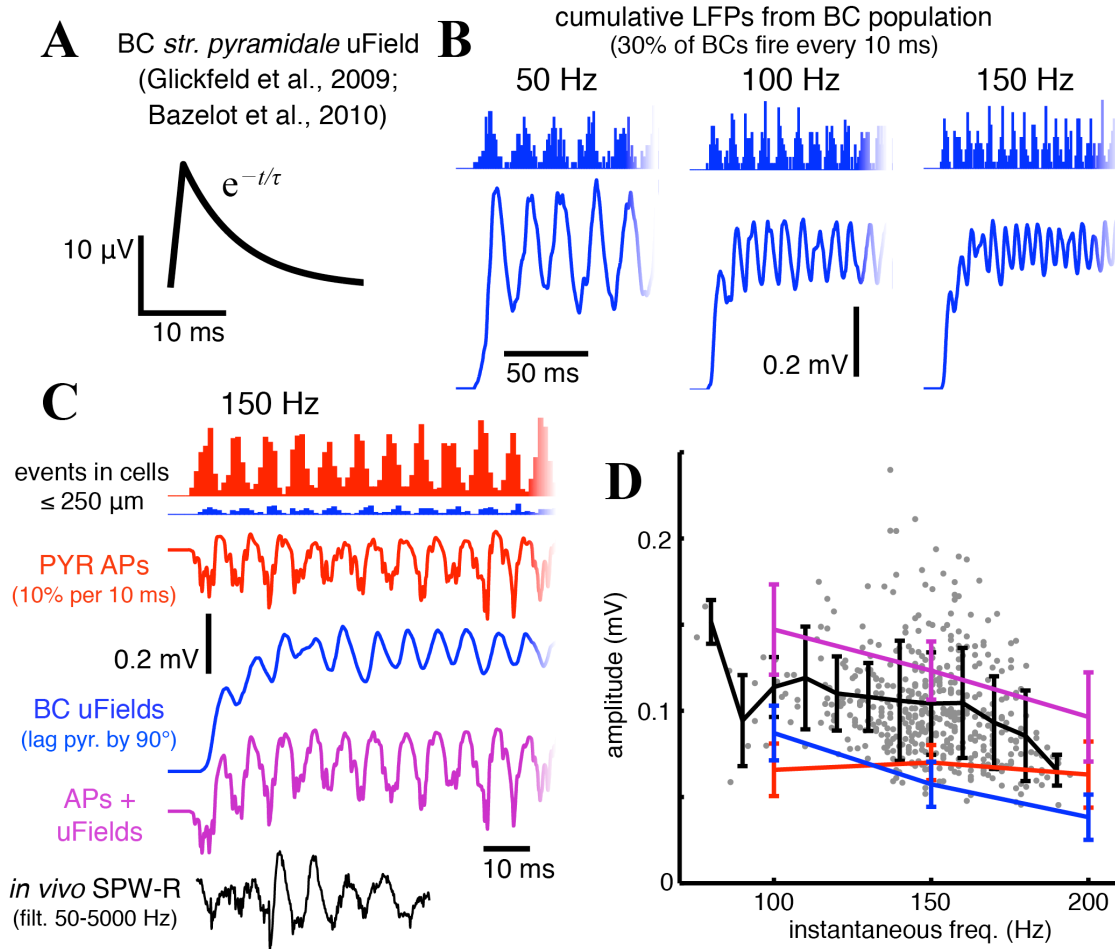 A
BC str. pyramidale uField
(Glickfeld et al., 2009;
Bazelot et al., 2010)
e^{-t/τ}
10 µV
10 ms
cumulative LFPs from BC population
(30% of BCs fire every 10 ms)
B
50 Hz
100 Hz
150 Hz
50 ms
0.2 mV
C
150 Hz
events in cells
≤ 250 µm
PYR APs
(10% per 10 ms)
0.2 mV
BC uFields
(lag pyr. by 90°)
APs +
uFields
10 ms
in vivo SPW-R
(filt. 50-5000 Hz)
D
amplitude (mV)
0.2
0.1
0
100
150
200
instantaneous freq. (Hz)